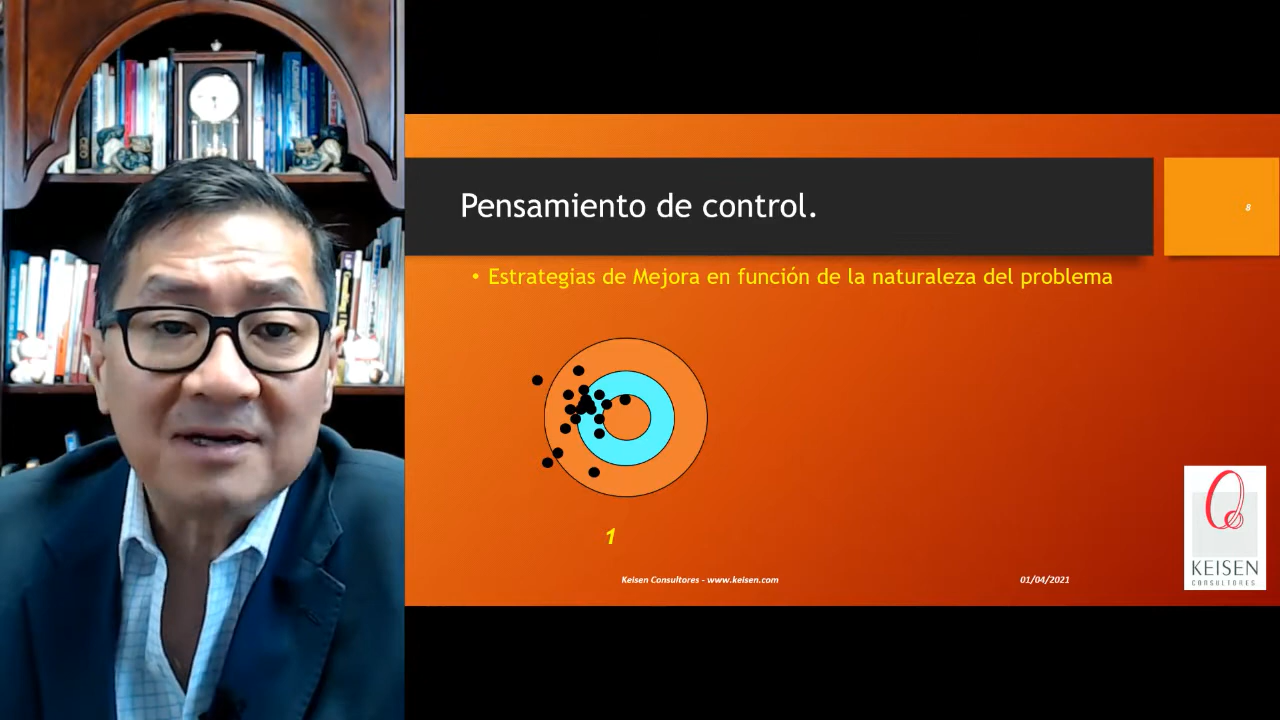 Pensamiento de control.
8
• Estrategias de Mejora en función de la naturaleza del problema
1
Keisen Consultores - www.keisen.com
01/04/2021
KEISEN
CONSULTORES